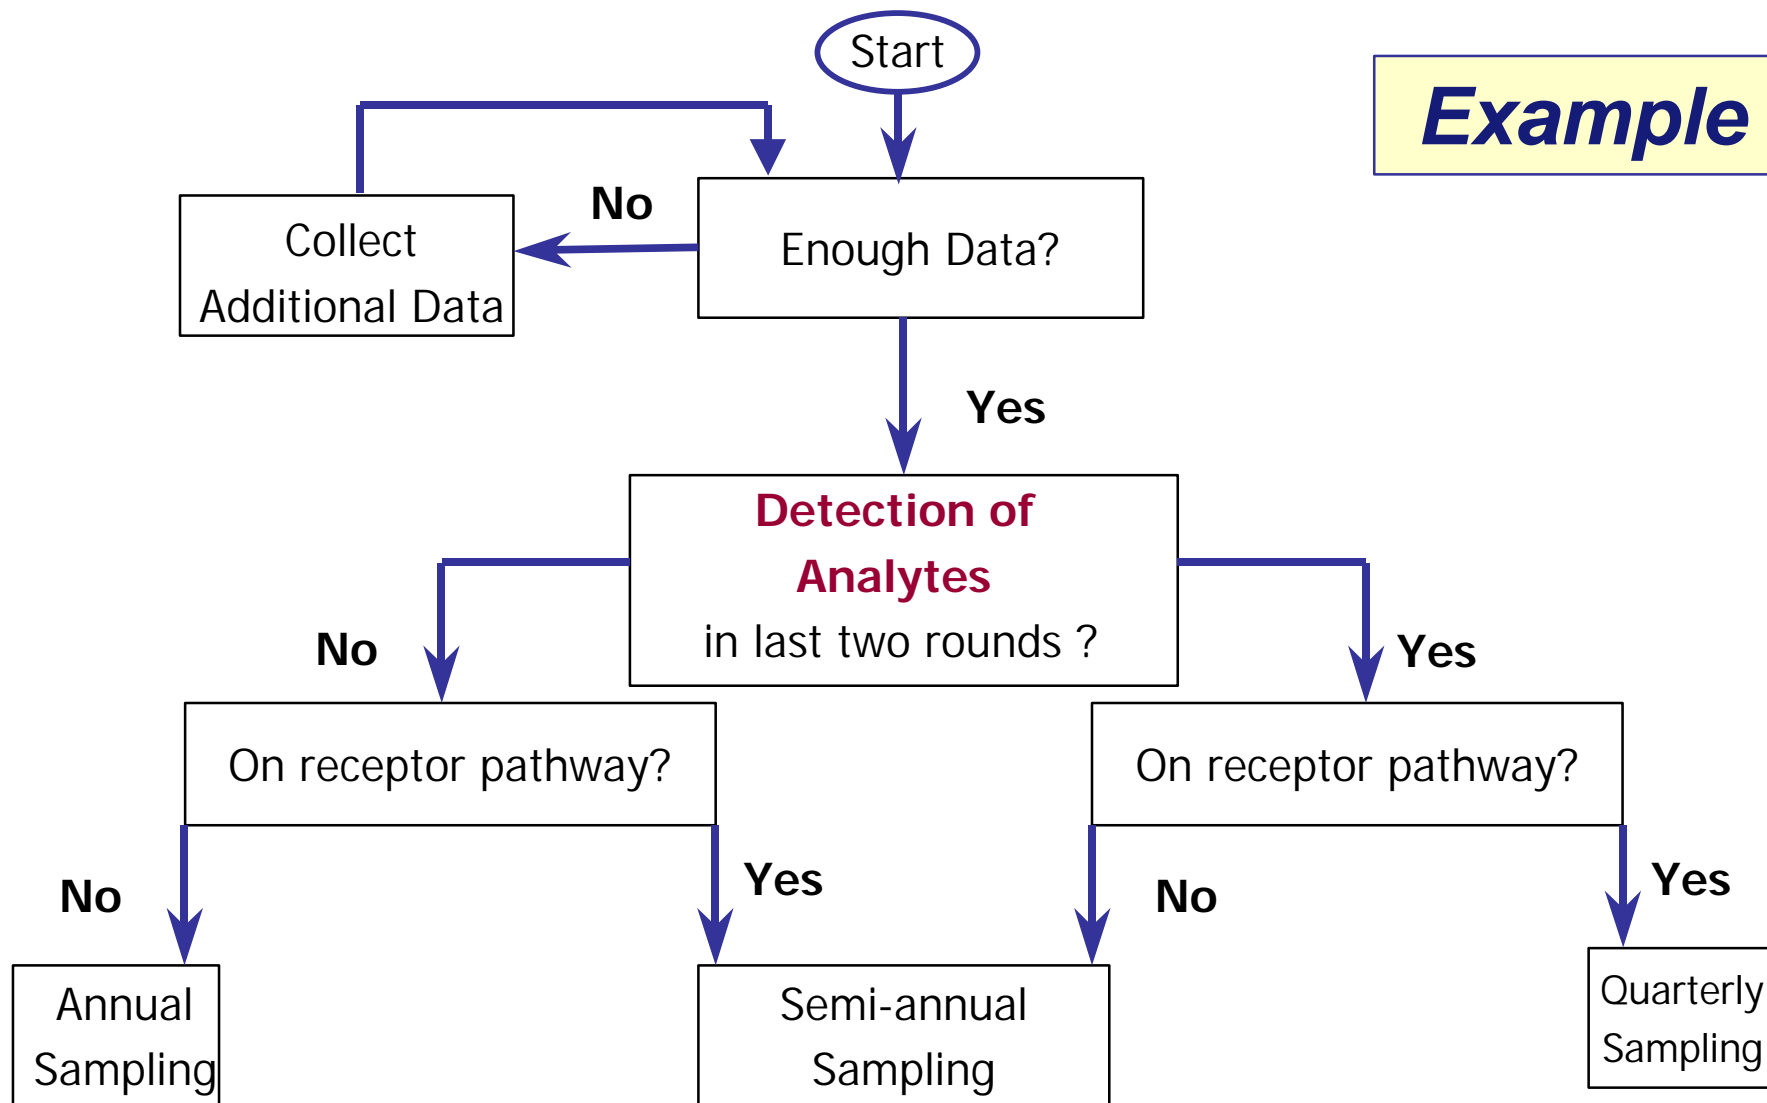 Start
Example
No
Collect
Additional Data
Enough Data?
Yes
Detection of
Analytes
in last two rounds ?
No
Yes
On receptor pathway?
On receptor pathway?
No
Yes
No
Yes
Annual
Sampling
Semi-annual
Sampling
Quarterly
Sampling